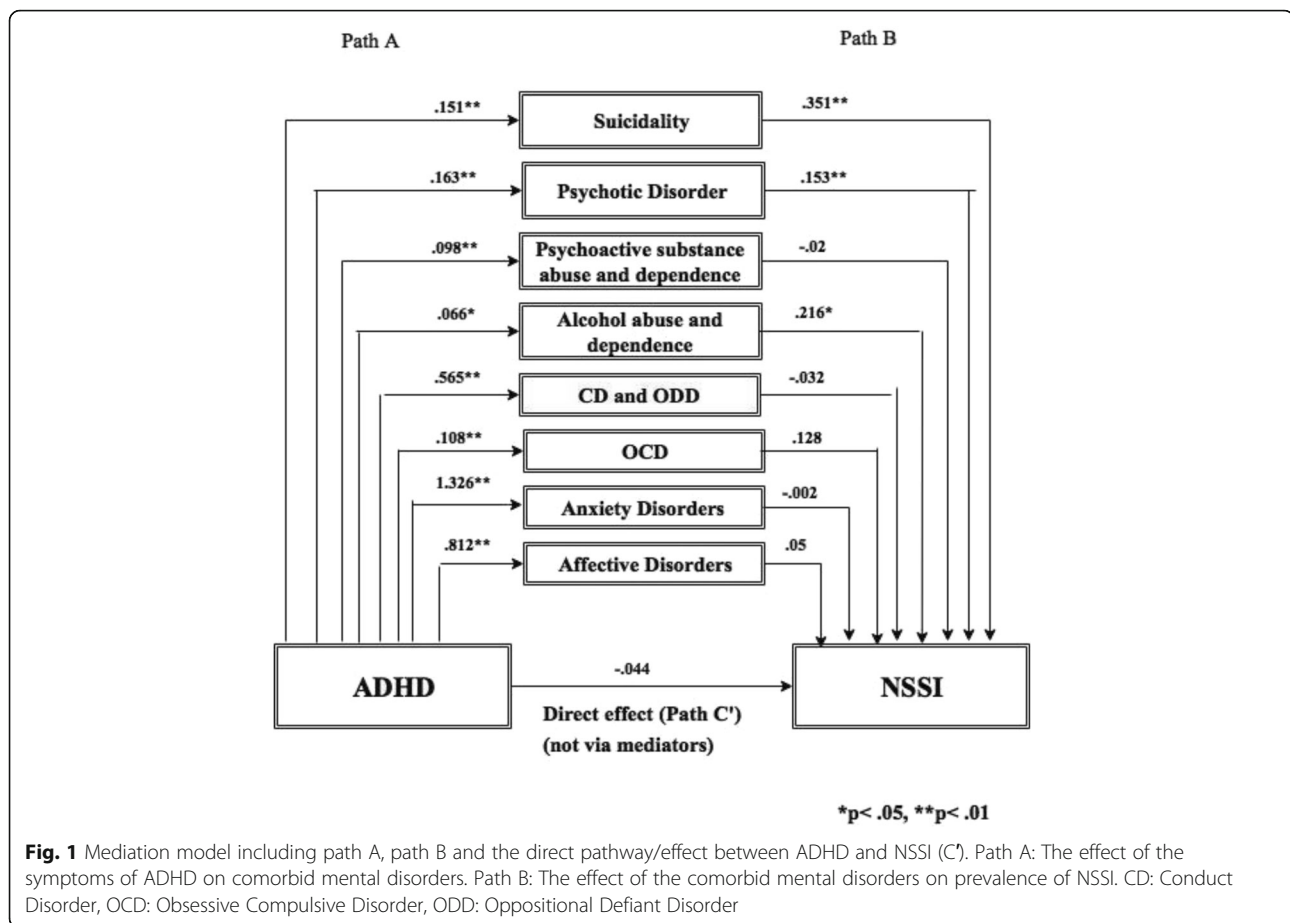 Path A
Path B
.151**
Suicidality
.351**
.163**
Psychotic Disorder
.153**
.098**
Psychoactive substance
abuse and dependence
-.02
.066*
Alcohol abuse and
dependence
.216*
.565**
CD and ODD
-.032
.108**
OCD
.128
1.326**
Anxiety Disorders
-.002
.812**
Affective Disorders
.05
ADHD
-.044
NSSI
Direct effect (Path C')
(not via mediators)
*p< .05, **p< .01
Fig. 1 Mediation model including path A, path B and the direct pathway/effect between ADHD and NSSI (C'). Path A: The effect of the
symptoms of ADHD on comorbid mental disorders. Path B: The effect of the comorbid mental disorders on prevalence of NSSI. CD: Conduct
Disorder, OCD: Obsessive Compulsive Disorder, ODD: Oppositional Defiant Disorder